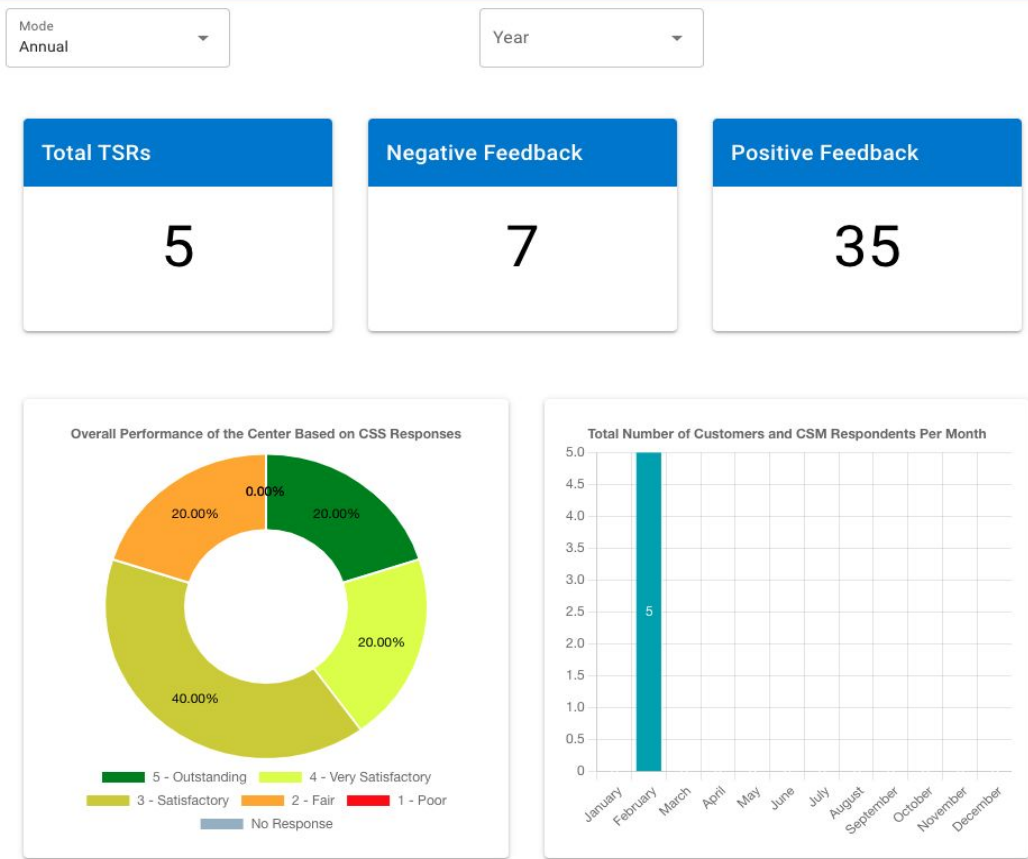 Mode
Annual
Year
Total TSRs
5
Negative Feedback
7
Positive Feedback
35
Overall Performance of the Center Based on CSS Responses
0.00%
20.00%
20.00%
20.00%
40.00%
5 - Outstanding
4 - Very Satisfactory
3 - Satisfactory
2 - Fair
1 - Poor
No Response
Total Number of Customers and CSM Respondents Per Month
5.0
4.5
4.0
3.5
3.0
2.5
2.0
1.5
1.0
0.5
0
5
January
February
March
April
May
June
July
August
September
October
November
December